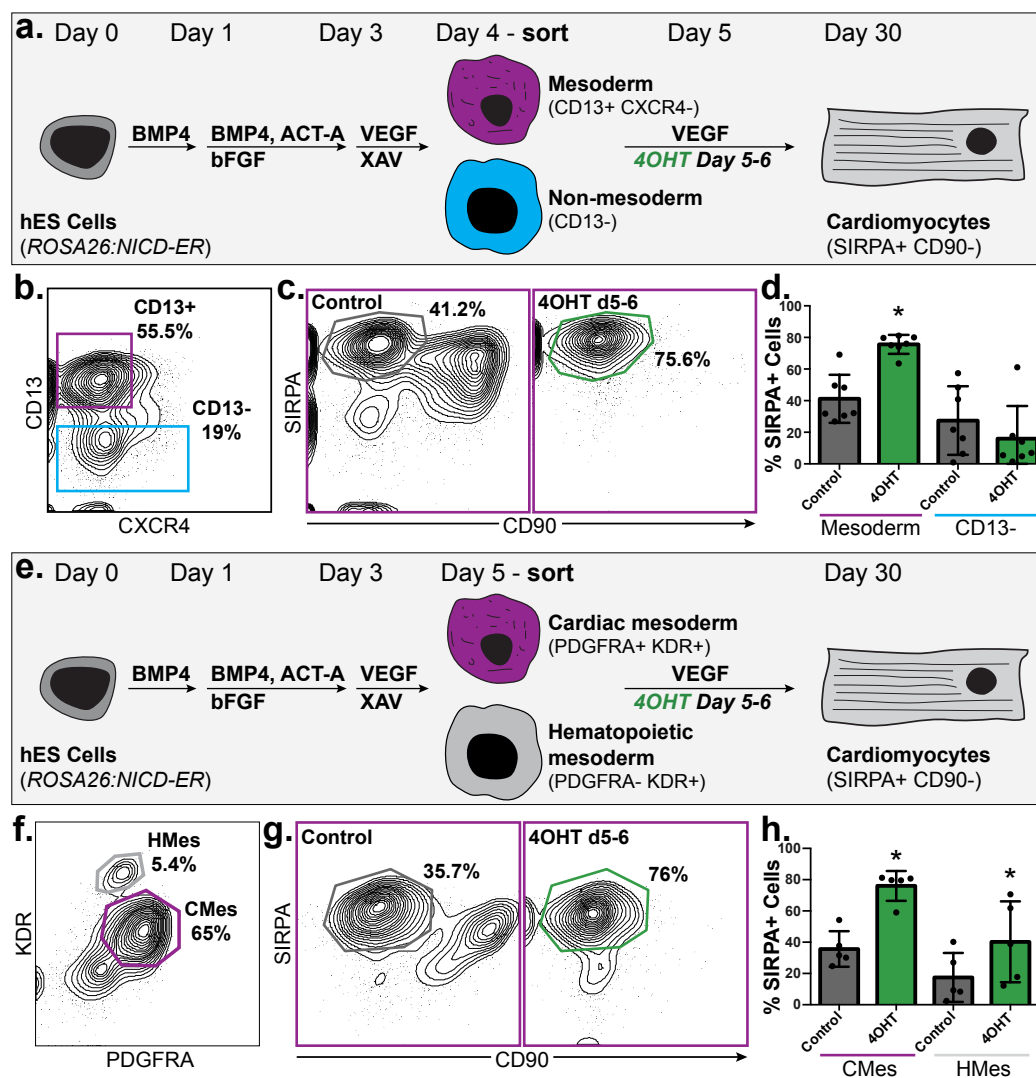 a. Day 0 Day 1 Day 3 Day 4 - sort Day 5 Day 30
Mesoderm
(CD13+ CXCR4-)
BMP4 BMP4, ACT-A VEGF VEGF
bFGF XAV 4OHT Day 5-6
Non-mesoderm
(CD13-)
hES Cells
(ROSA26:NICD-ER)
Cardiomyocytes
(SIRPA+ CD90-)
b.
CD13+
55.5%
CD13-
19%
CD13
CXCR4
c.
Control
41.2%
4OHT d5-6
75.6%
SIRPA
CD90
d.
% SIRPA+ Cells
100
80
60
40
20
0
*
Control 4OHT Control 4OHT
Mesoderm CD13-
e. Day 0 Day 1 Day 3 Day 5 - sort Day 30
Cardiac mesoderm
(PDGFRA+ KDR+)
BMP4 BMP4, ACT-A VEGF VEGF
bFGF XAV 4OHT Day 5-6
Hematopoietic
mesoderm
(PDGFRA- KDR+)
hES Cells
(ROSA26:NICD-ER)
Cardiomyocytes
(SIRPA+ CD90-)
f.
HMes
5.4%
CMes
65%
KDR
PDGFRA
g.
Control
35.7%
4OHT d5-6
76%
SIRPA
CD90
h.
% SIRPA+ Cells
100
80
60
40
20
0
* *
Control 4OHT Control 4OHT
CMes HMes